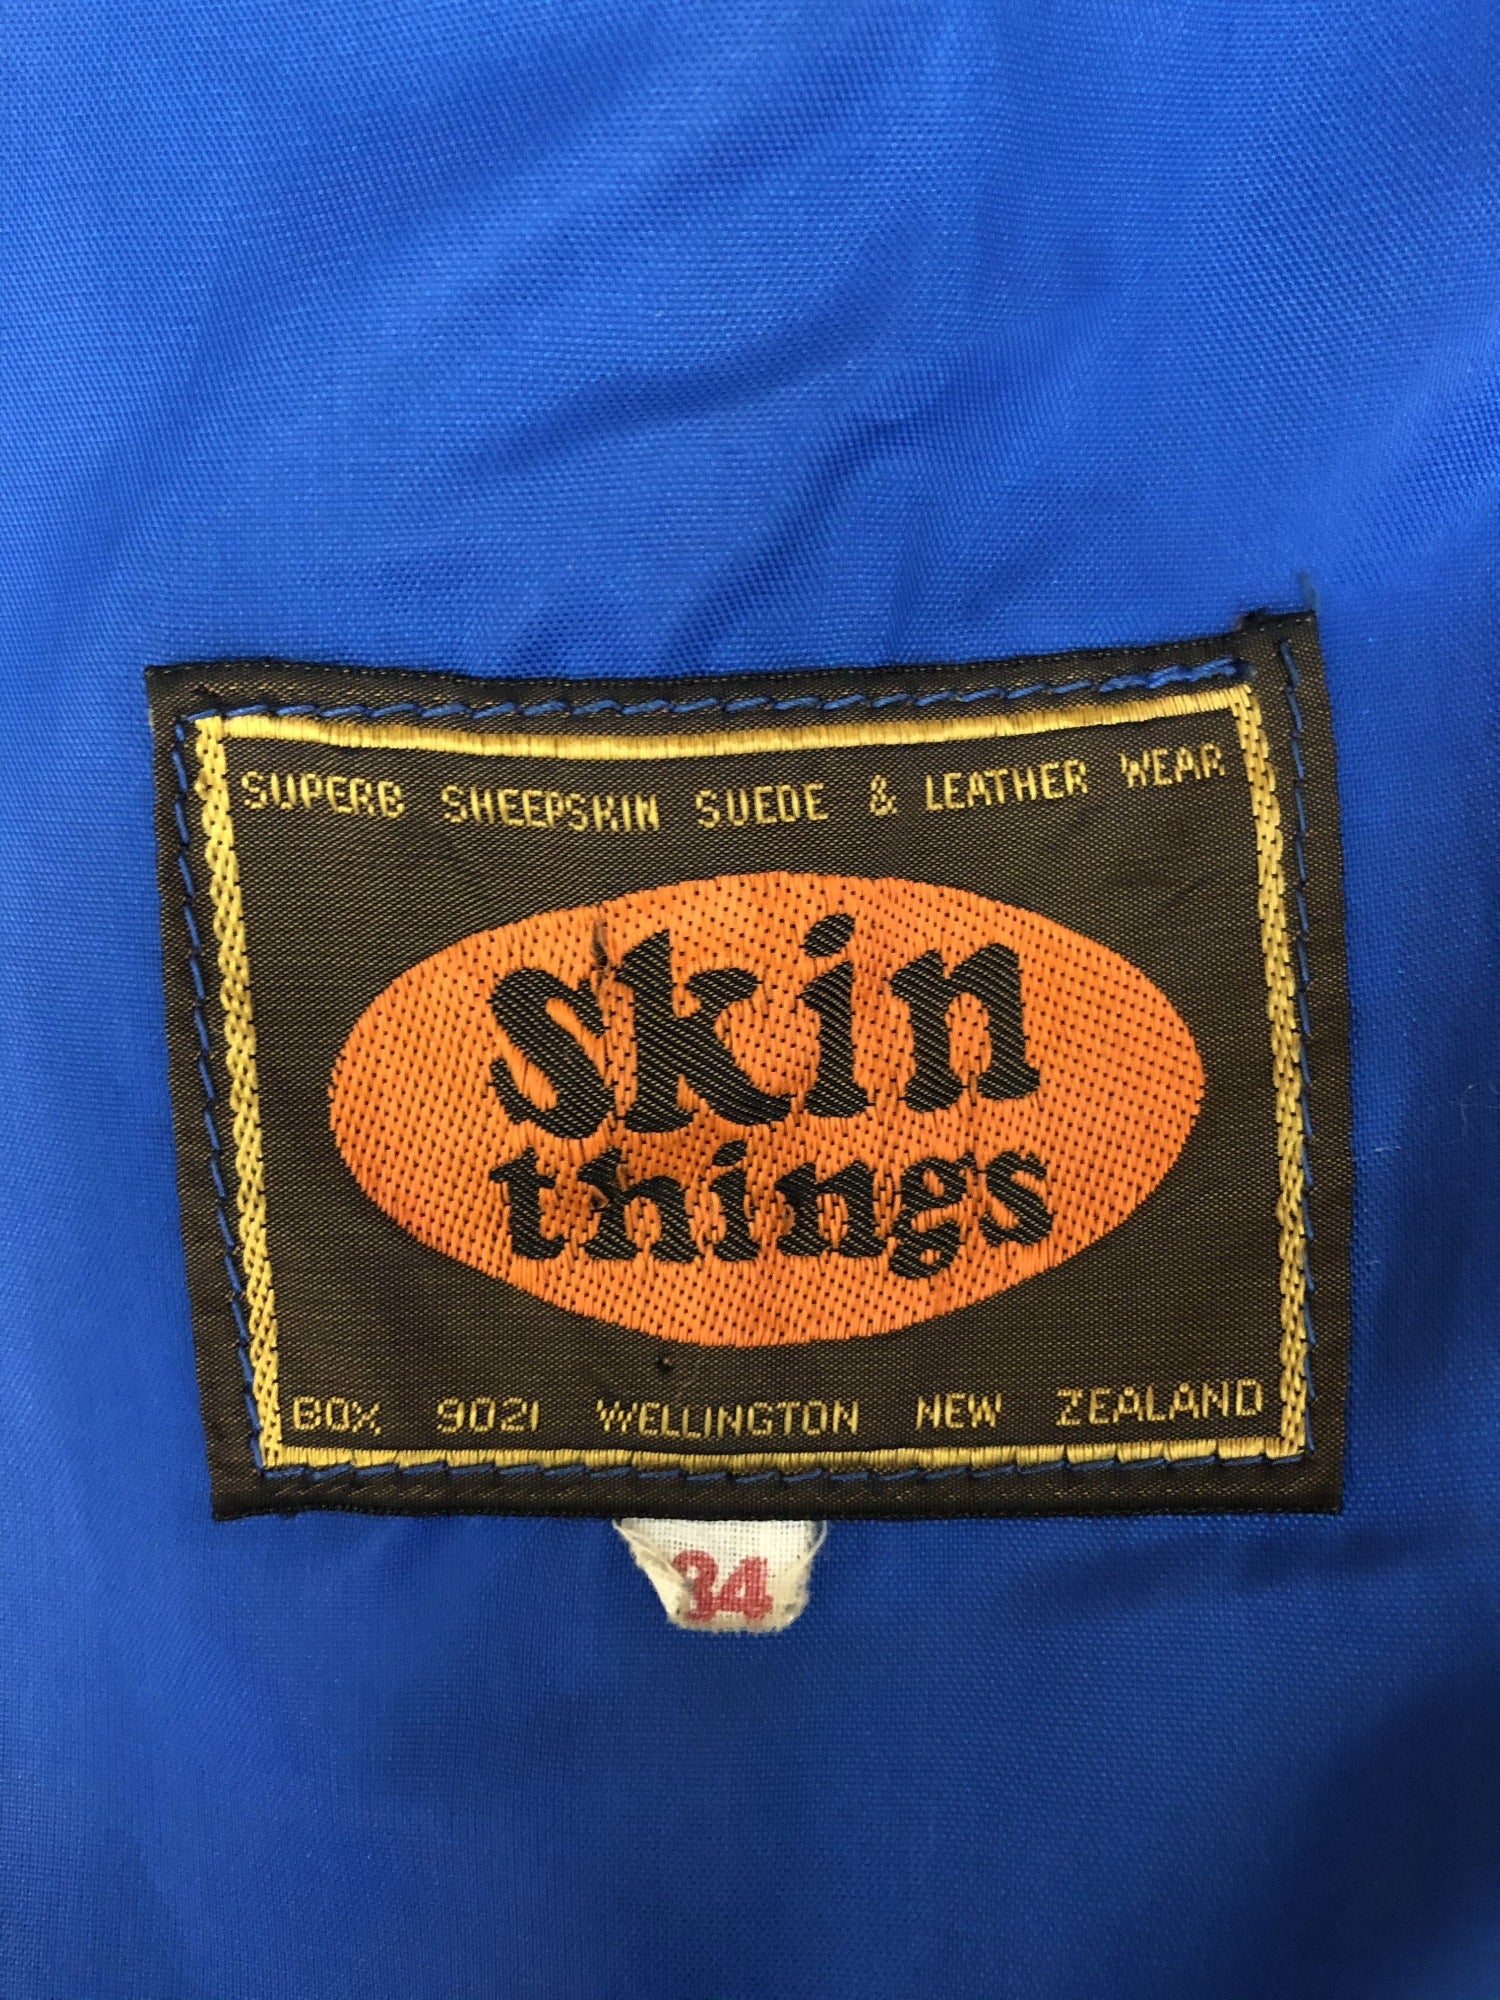 SUPERB SHEEPSKIN SUEDE & LEATHER WEAR
skin
things
BOX 9021 WELLINGTON NEW ZEALAND
34